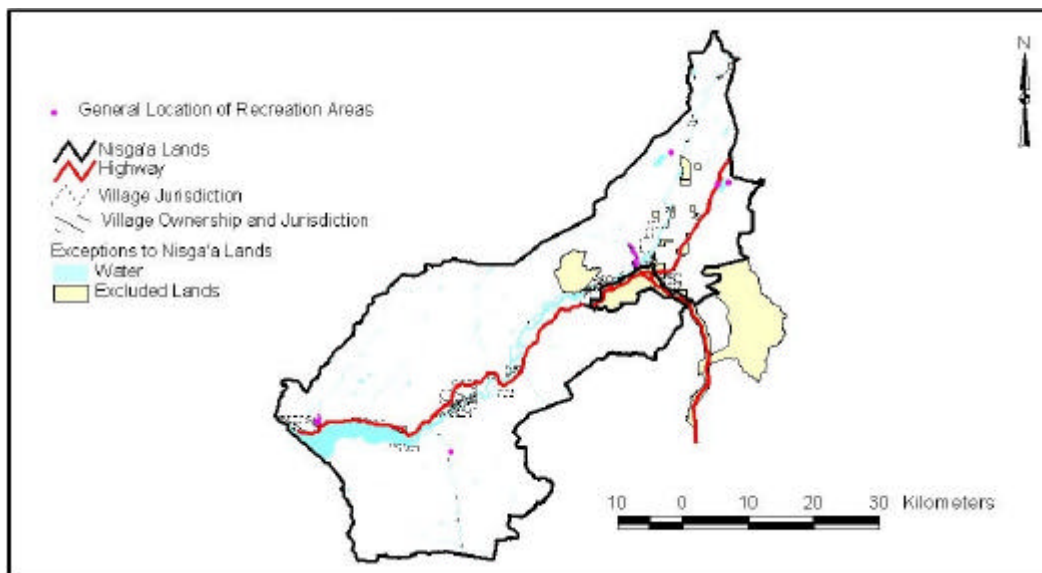 N
General Location of Recreation Areas
Nisga'a Lands
Highway
Village Jurisdiction
Village Ownership and Jurisdiction
Exceptions to Nisga'a Lands
Water
Excluded Lands
10 0 10 20 30 Kilometers